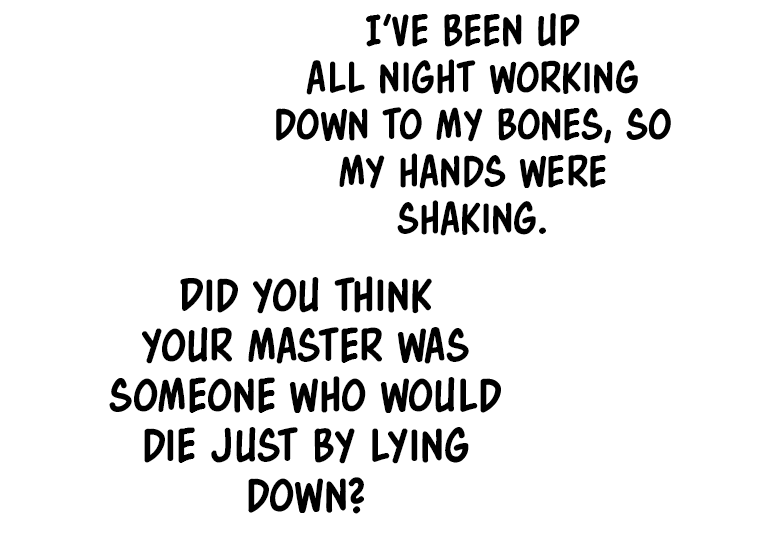 I'VE BEEN UP
ALL NIGHT WORKING
DOWN TO MY BONES, SO
MY HANDS WERE
SHAKING.
DID YOU THINK
YOUR MASTER WAS
SOMEONE WHO WOULD
DIE JUST BY LYING
DOWN?